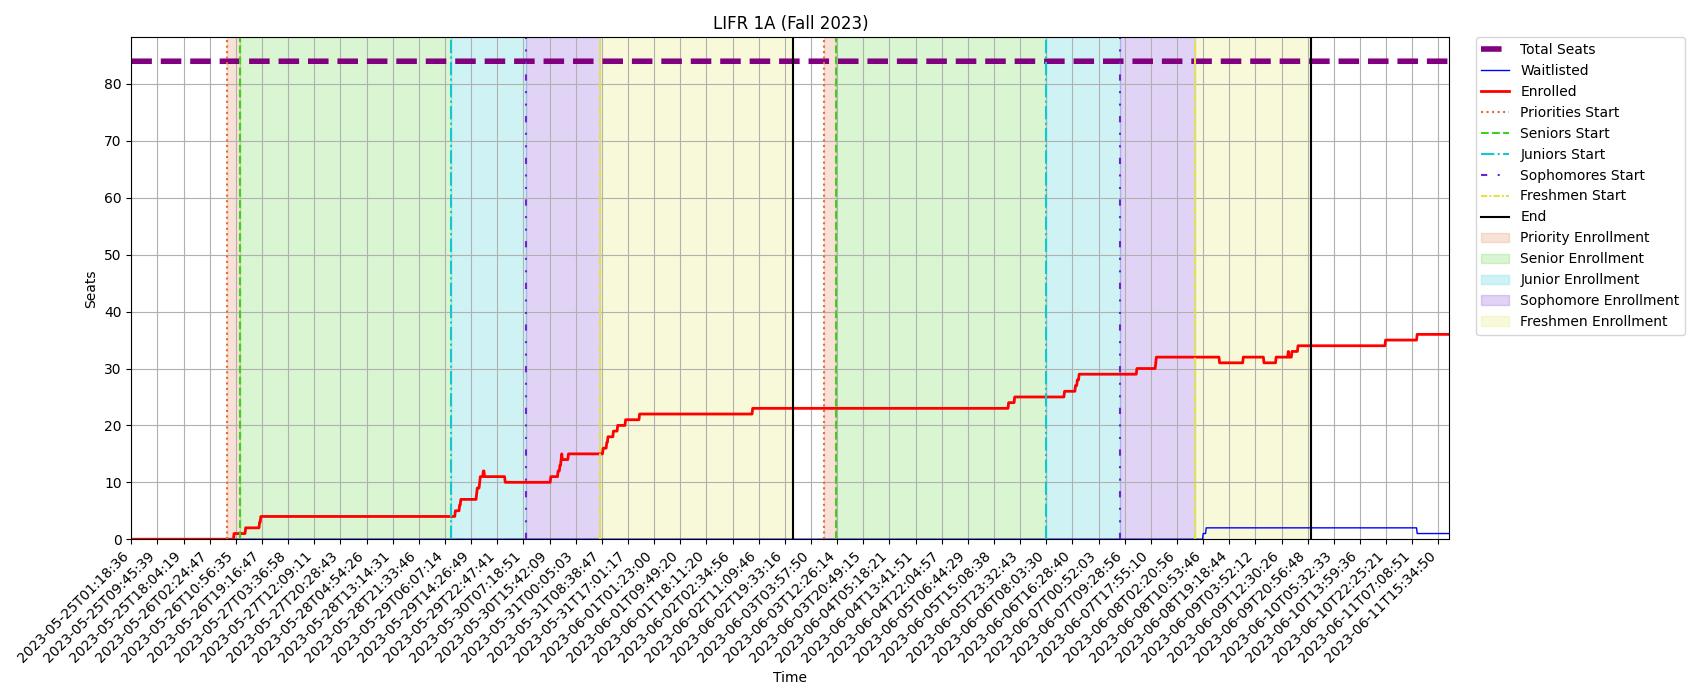 LIFR 1A (Fall 2023)
Seats
80
70
60
50
40
30
20
10
0
2023-05-25T01:18:36
2023-05-25T09:45:39
2023-05-25T18:04:19
2023-05-26T02:24:47
2023-05-26T10:56:35
2023-05-26T19:16:47
2023-05-27T03:36:58
2023-05-27T12:09:11
2023-05-27T20:28:43
2023-05-28T04:54:26
2023-05-28T13:14:31
2023-05-28T21:33:46
2023-05-29T06:07:14
2023-05-29T14:26:49
2023-05-29T22:47:41
2023-05-30T07:18:51
2023-05-30T15:42:09
2023-05-31T00:05:03
2023-05-31T08:38:47
2023-05-31T17:01:17
2023-06-01T01:23:00
2023-06-01T09:49:20
2023-06-01T18:11:20
2023-06-02T02:34:56
2023-06-02T11:09:46
2023-06-02T19:33:16
2023-06-03T03:57:50
2023-06-03T12:26:14
2023-06-03T20:49:15
2023-06-04T05:18:21
2023-06-04T13:41:51
2023-06-04T22:04:57
2023-06-05T06:44:29
2023-06-05T15:08:38
2023-06-05T23:32:43
2023-06-06T08:03:30
2023-06-06T16:28:40
2023-06-07T00:52:03
2023-06-07T09:28:56
2023-06-07T17:55:10
2023-06-08T02:20:56
2023-06-08T10:53:46
2023-06-08T19:18:44
2023-06-09T03:52:12
2023-06-09T12:30:26
2023-06-09T20:56:48
2023-06-10T05:32:33
2023-06-10T13:59:36
2023-06-10T22:25:21
2023-06-11T07:08:51
2023-06-11T15:34:50
Time
Total Seats
Waitlisted
Enrolled
Priorities Start
Seniors Start
Juniors Start
Sophomores Start
Freshmen Start
End
Priority Enrollment
Senior Enrollment
Junior Enrollment
Sophomore Enrollment
Freshmen Enrollment